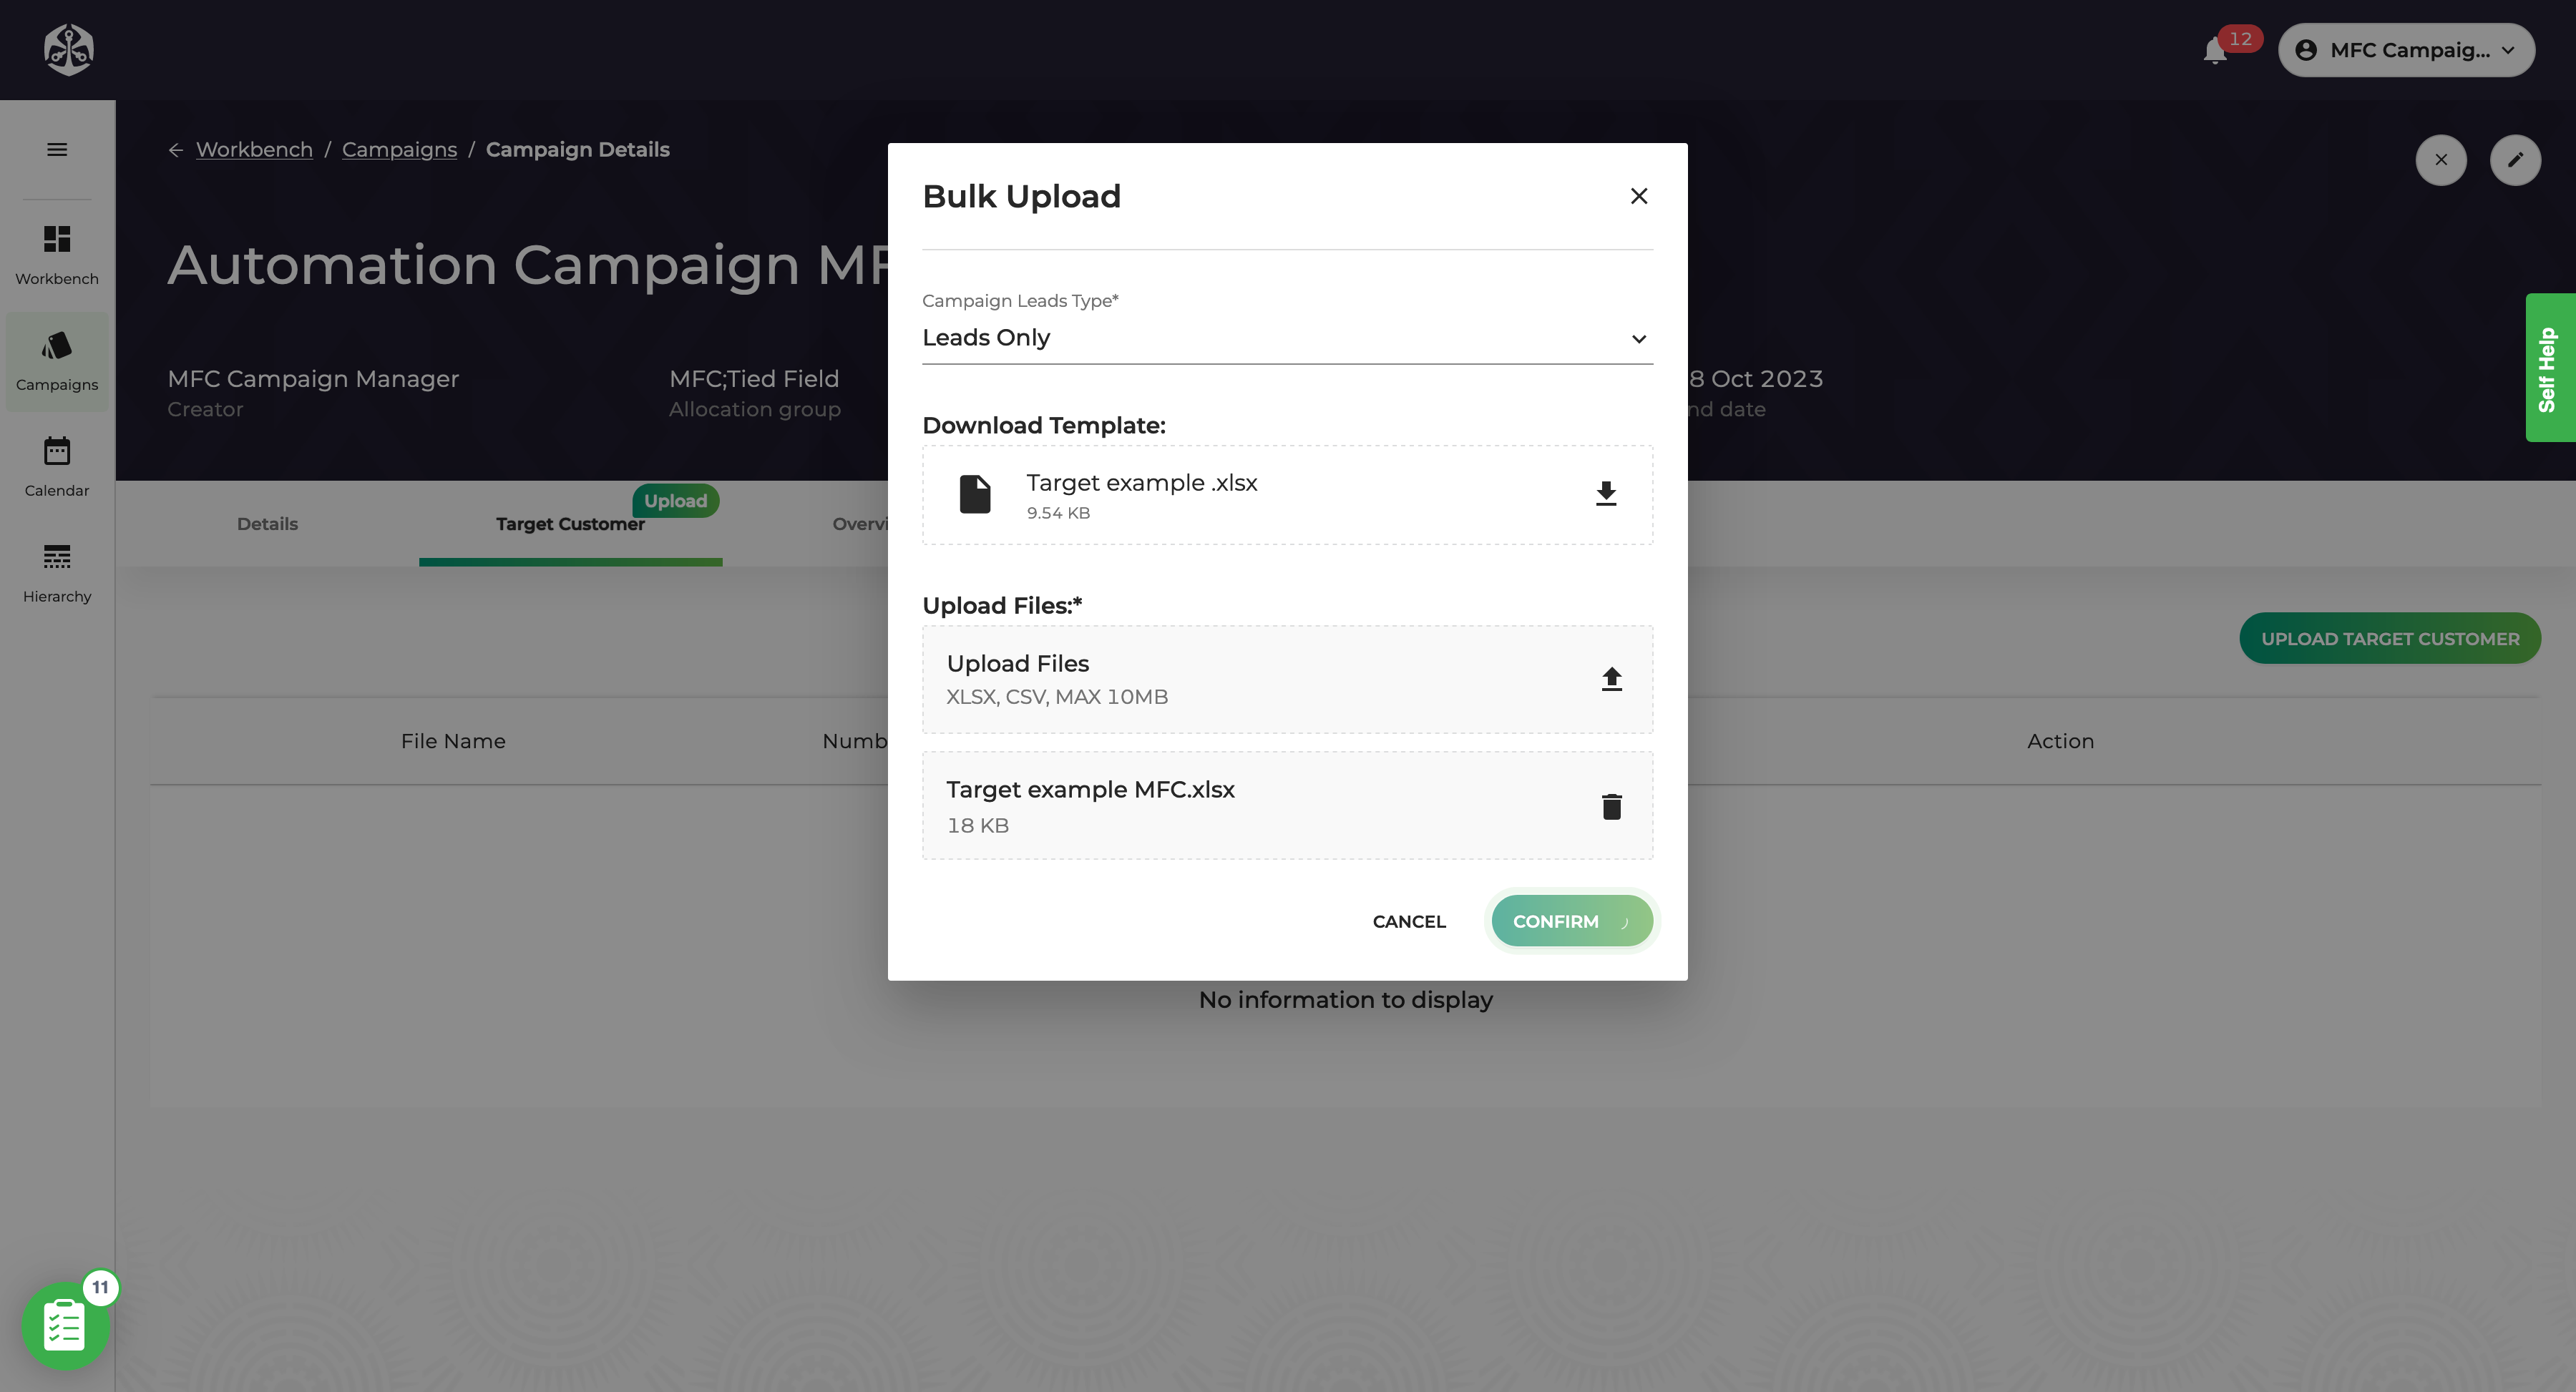 12
MFC Campaig...
Workbench / Campaigns / Campaign Details
Bulk Upload
Automation Campaign MF
Workbench
Campaign Leads Type*
Leads Only
Self Help
Campaigns
MFC Campaign Manager
Creator
MFC;Tied Field
Allocation group
8 Oct 2023
nd date
Download Template:
Target example .xlsx
9.54 KB
Calendar
Upload
Details
Target Customer
Overvi
Hierarchy
Upload Files:*
Upload Files
XLSX, CSV, MAX 10MB
UPLOAD TARGET CUSTOMER
File Name
Numb
Action
Target example MFC.xlsx
18 KB
CANCEL
CONFIRM
No information to display
11